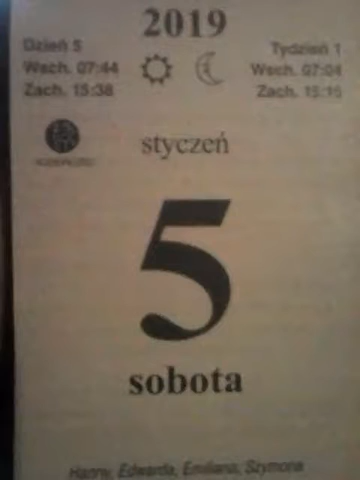 2019
Dzień 5
Wsch. 07:44
Zach. 15:38
Tydzień 1
Wsch. 07:04
Zach. 15:15
styczeń
5
sobota
Hanny, Edwarda, Emiliana, Szymona